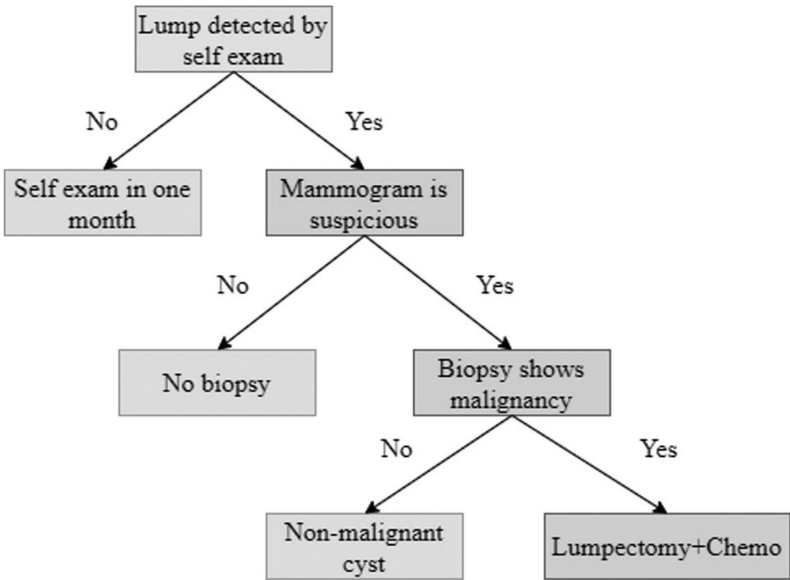 Lump detected by
self exam
No
Yes
Self exam in one
month
Mammogram is
suspicious
No
Yes
No biopsy
Biopsy shows
malignancy
No
Yes
Non-malignant
cyst
Lumpectomy+Chemo